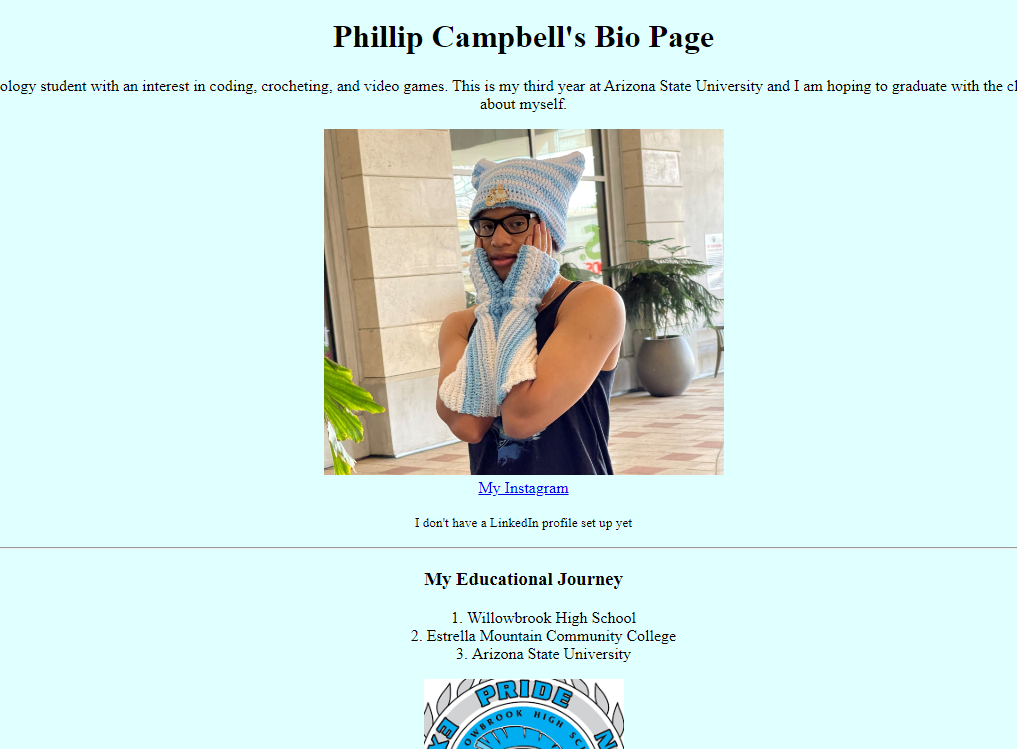 Phillip Campbell's Bio Page
ology student with an interest in coding, crocheting, and video games. This is my third year at Arizona State University and I am hoping to graduate with the
about myself.
My Instagram
I don't have a LinkedIn profile set up yet
My Educational Journey
1. Willowbrook High School
2. Estrella Mountain Community College
3. Arizona State University
PRIDE
OWBROOK HIGH SC